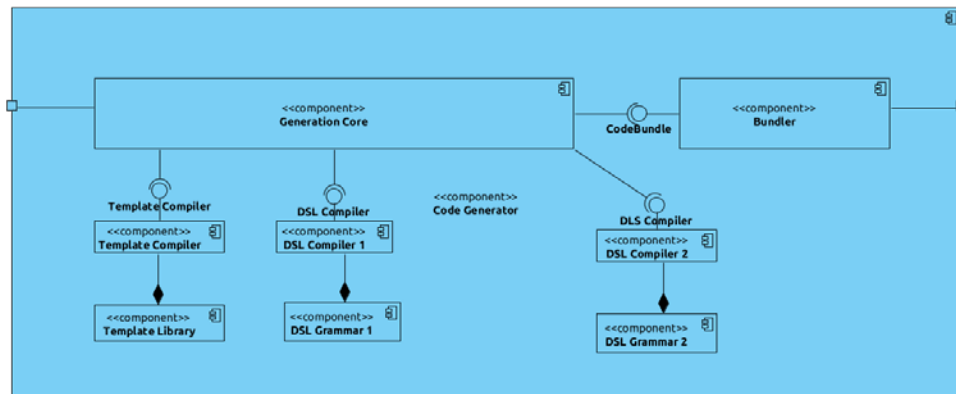 <<component>>
Generation Core
CodeBundle
<<component>>
Bundler
Template Compiler
<<component>>
Template Compiler
<<component>>
Template Library
DSL Compiler
<<component>>
DSL Compiler 1
<<component>>
DSL Grammar 1
<<component>>
Code Generator
DLS Compiler
<<component>>
DSL Compiler 2
<<component>>
DSL Grammar 2